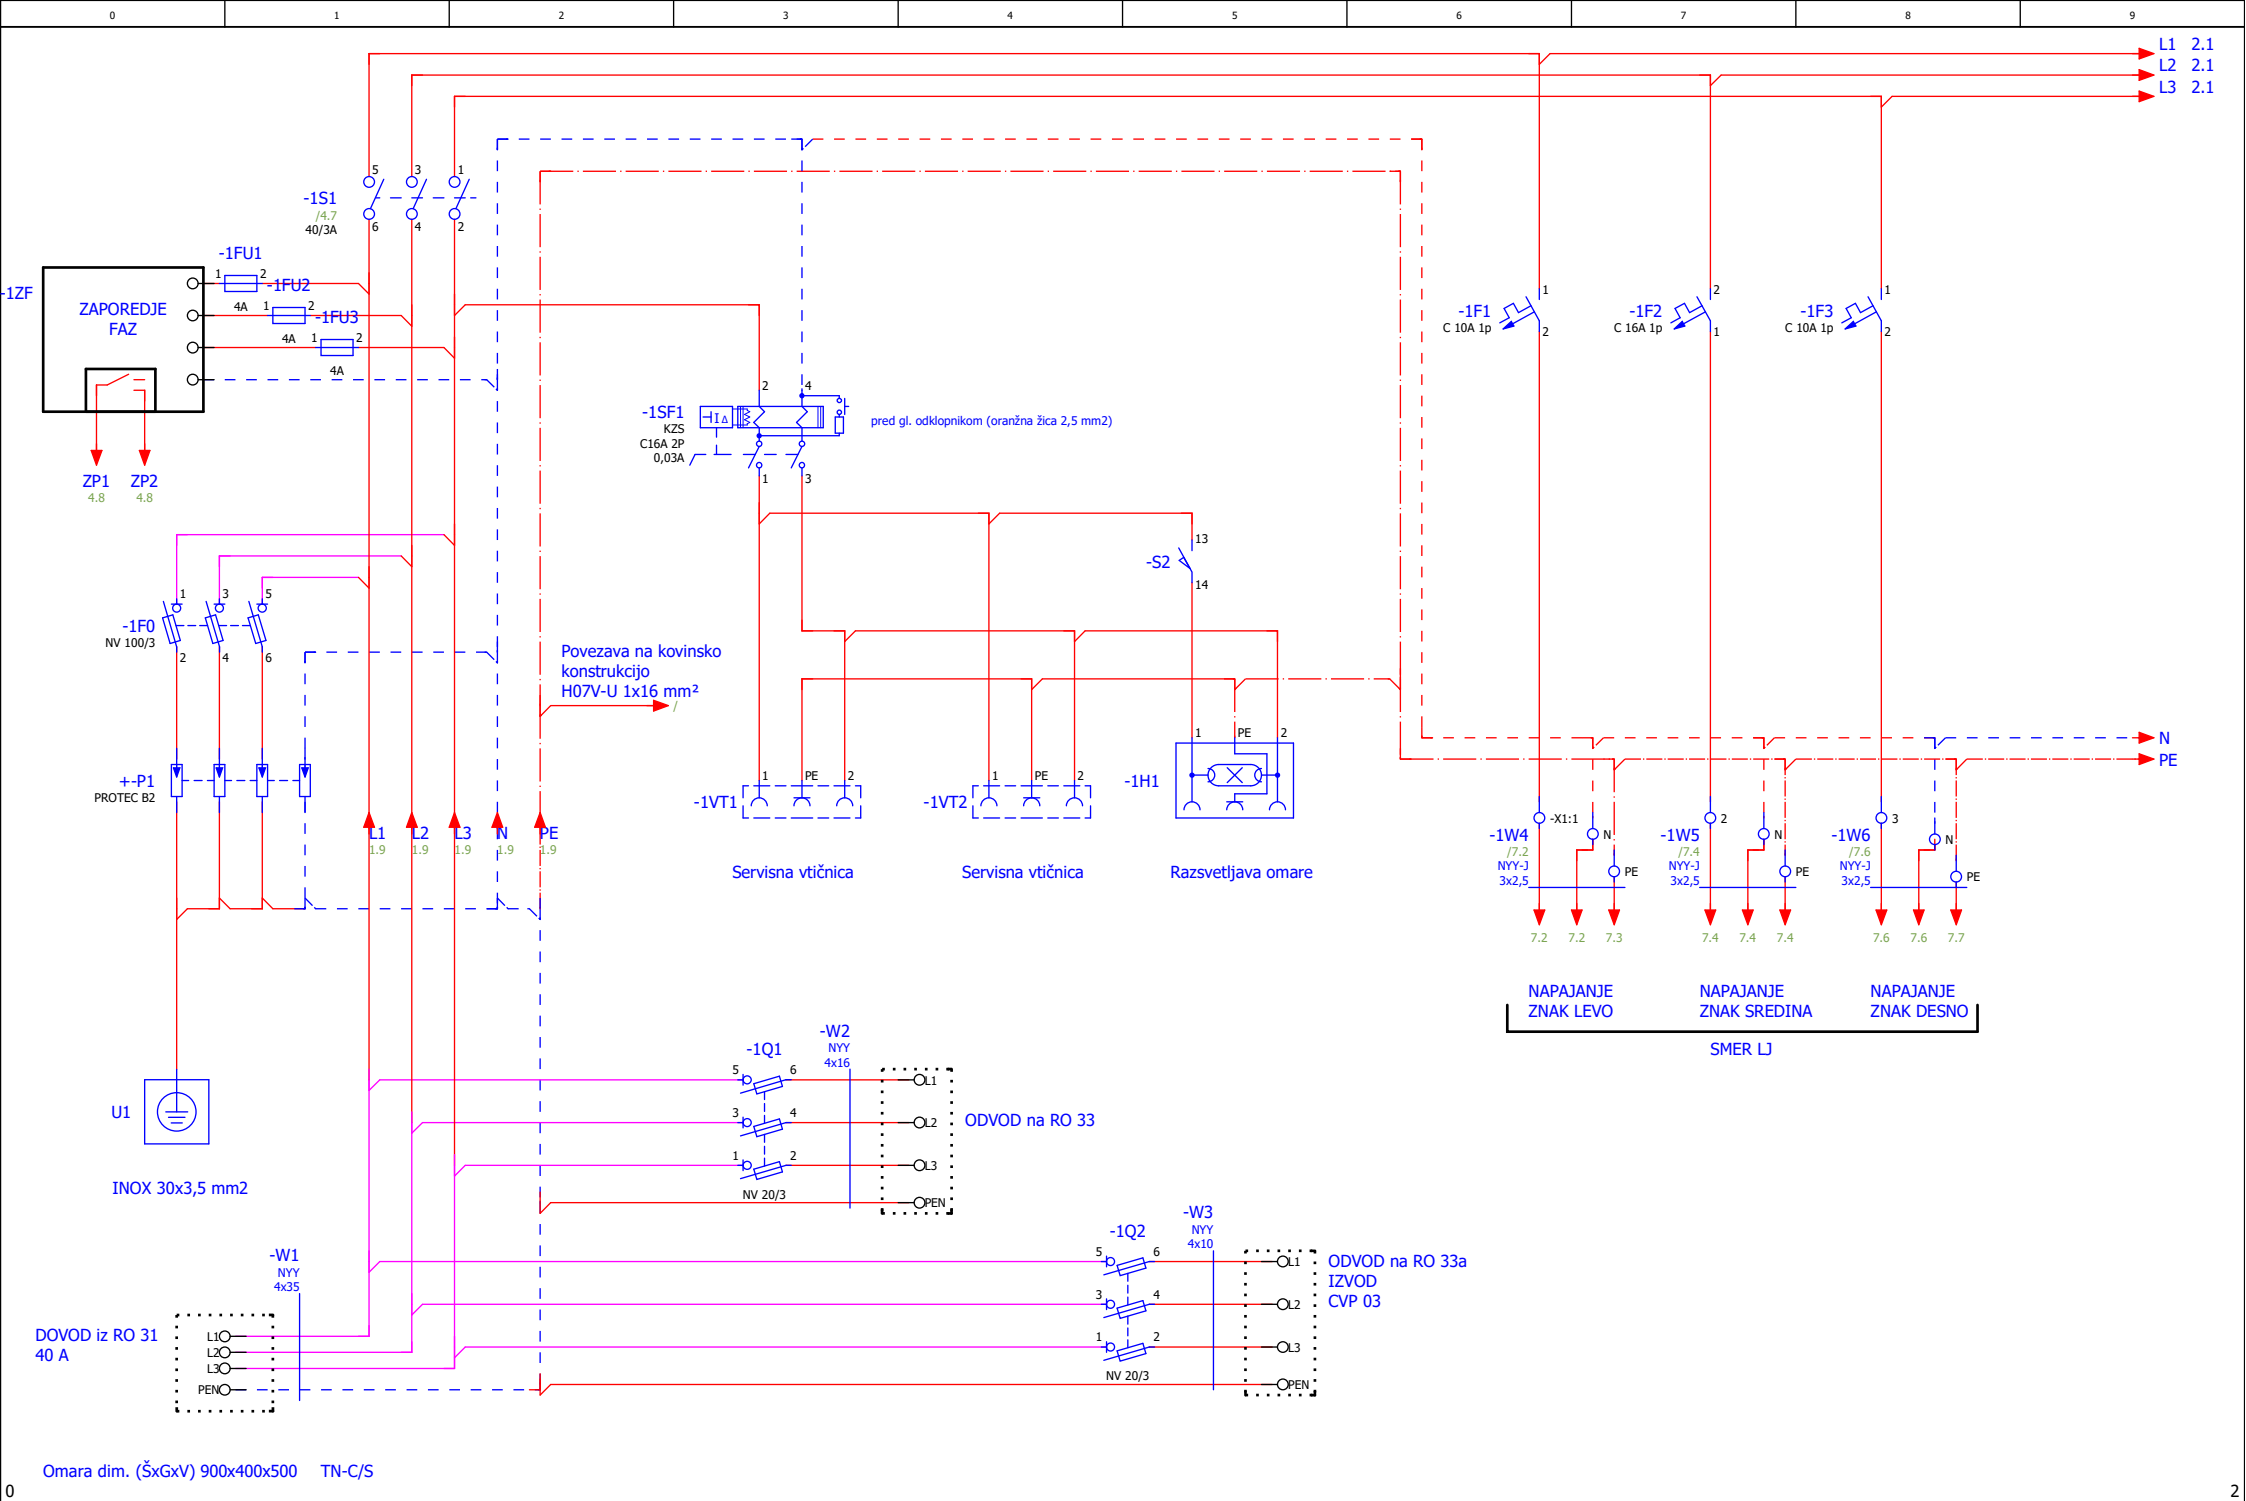 0 1 2 3 4 5 6 7 8 9
L1 2.1
L2 2.1
L3 2.1
-1S1
/4.7
40/3A
5 3 1
6 4 2
-1ZF
ZAPOREDJE
FAZ
-1FU1
1 2
4A
-1FU2
1 2
4A
-1FU3
1 2
4A
ZP1
4.8
ZP2
4.8
-1SF1
KZS
C16A 2P
0,03A
2 4
1 3
pred gl. odklopnikom (oranžna žica 2,5 mm2)
-1F1
C 10A 1p
1
2
-1F2
C 16A 1p
2
1
-1F3
C 10A 1p
1
2
-S2
13
14
-1F0
NV 100/3
1 3 5
2 4 6
Povezava na kovinsko
konstrukcijo
H07V-U 1x16 mm²
/
+-P1
PROTEC B2
L1 L2 L3 N PE
1.9 1.9 1.9 1.9 1.9
-1VT1
1 PE 2
Servisna vtičnica
-1VT2
1 PE 2
Servisna vtičnica
-1H1
1 PE 2
Razsvetljava omare
N
PE
-1W4
/7.2
NYY-J
3x2,5
-X1:1
N
PE
7.2 7.2 7.3
-1W5
/7.4
NYY-J
3x2,5
2
N
PE
7.4 7.4 7.4
-1W6
/7.6
NYY-J
3x2,5
3
N
PE
7.6 7.6 7.7
NAPAJANJE
ZNAK LEVO
NAPAJANJE
ZNAK SREDINA
NAPAJANJE
ZNAK DESNO
SMER LJ
U1
INOX 30x3,5 mm2
-1Q1
5 6
3 4
1 2
NV 20/3
-W2
NYY
4x16
L1
L2
L3
PEN
ODVOD na RO 33
-1Q2
5 6
3 4
1 2
NV 20/3
-W3
NYY
4x10
L1
L2
L3
PEN
ODVOD na RO 33a
IZVOD
CVP 03
-W1
NYY
4x35
DOVOD iz RO 31
40 A
L1
L2
L3
PEN
Omara dim. (ŠxGxV) 900x400x500 TN-C/S
0
2